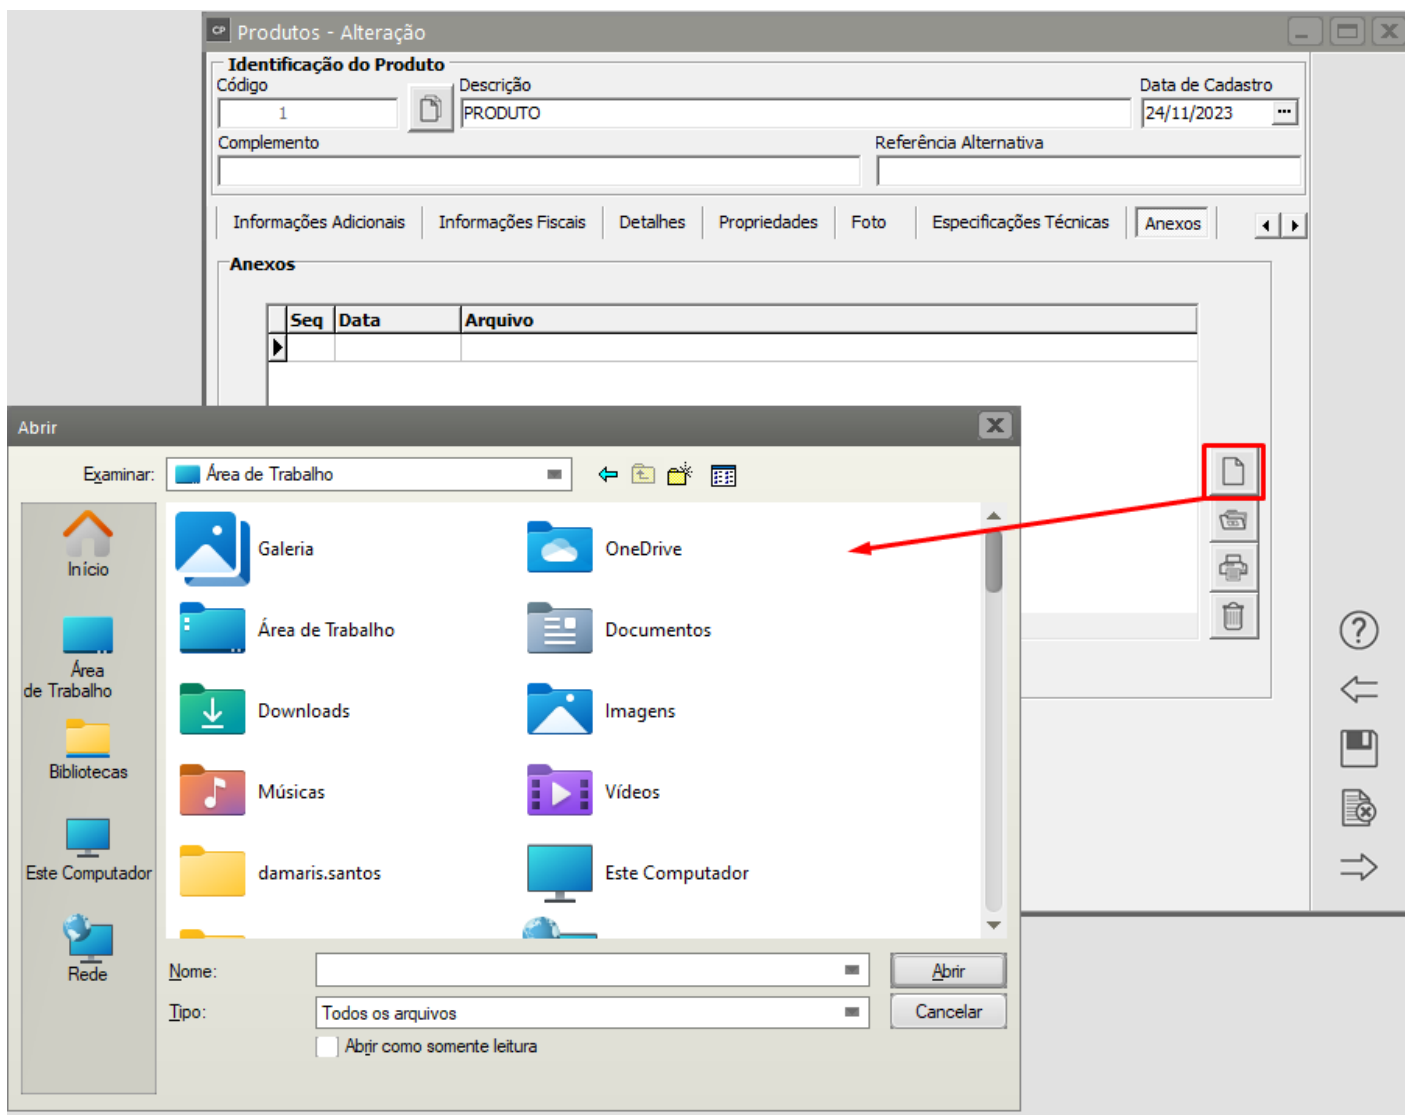 CP Produtos - Alteração
Identificação do Produto
Código Descrição Data de Cadastro
1 PRODUTO 24/11/2023 ...
Complemento Referência Alternativa
Informações Adicionais Informações Fiscais Detalhes Propriedades Foto Especificações Técnicas Anexos
Anexos
Seq Data Arquivo
Abrir
Examinar: Área de Trabalho
Início
Área
de Trabalho
Bibliotecas
Este Computador
Rede
Galeria OneDrive
Área de Trabalho Documentos
Downloads Imagens
Músicas Vídeos
damaris.santos Este Computador
Nome: Abrir
Tipo: Todos os arquivos Cancelar
Abrir como somente leitura